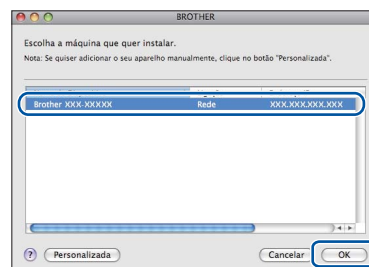 BROTHER
Escolha a máquina que quer instalar.
Nota: Se quiser adicionar o seu aparelho manualmente, clique no botão "Personalizada".
Brother XXX-XXXXX Rede XXX.XXX.XXX.XXX
? Personalizada Cancelar OK